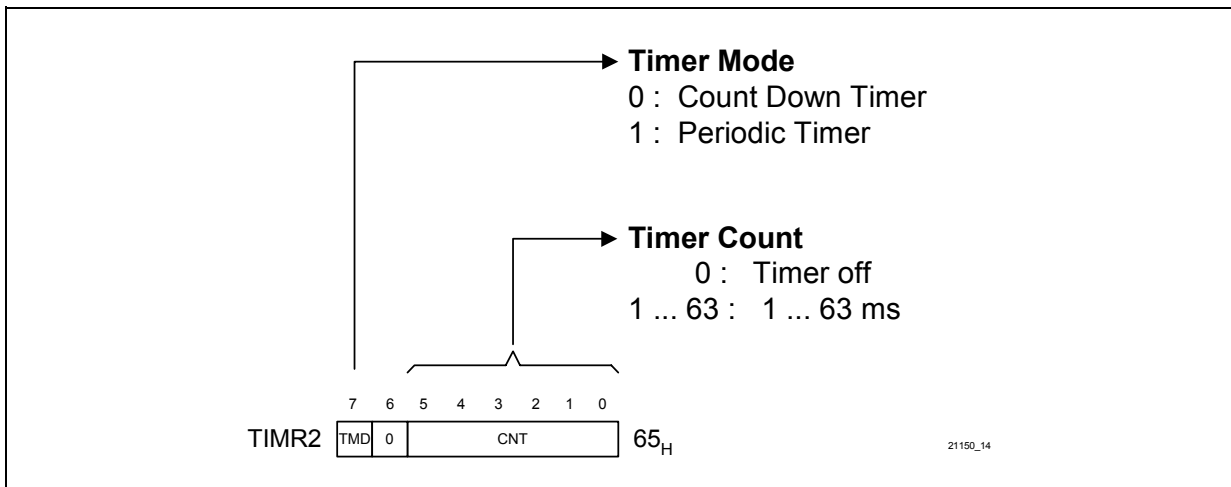 Timer Mode
0 : Count Down Timer
1 : Periodic Timer
Timer Count
0 : Timer off
1 ... 63 : 1 ... 63 ms
7 6 5 4 3 2 1 0
TIMR2 TMD 0 CNT 65H
21150_14